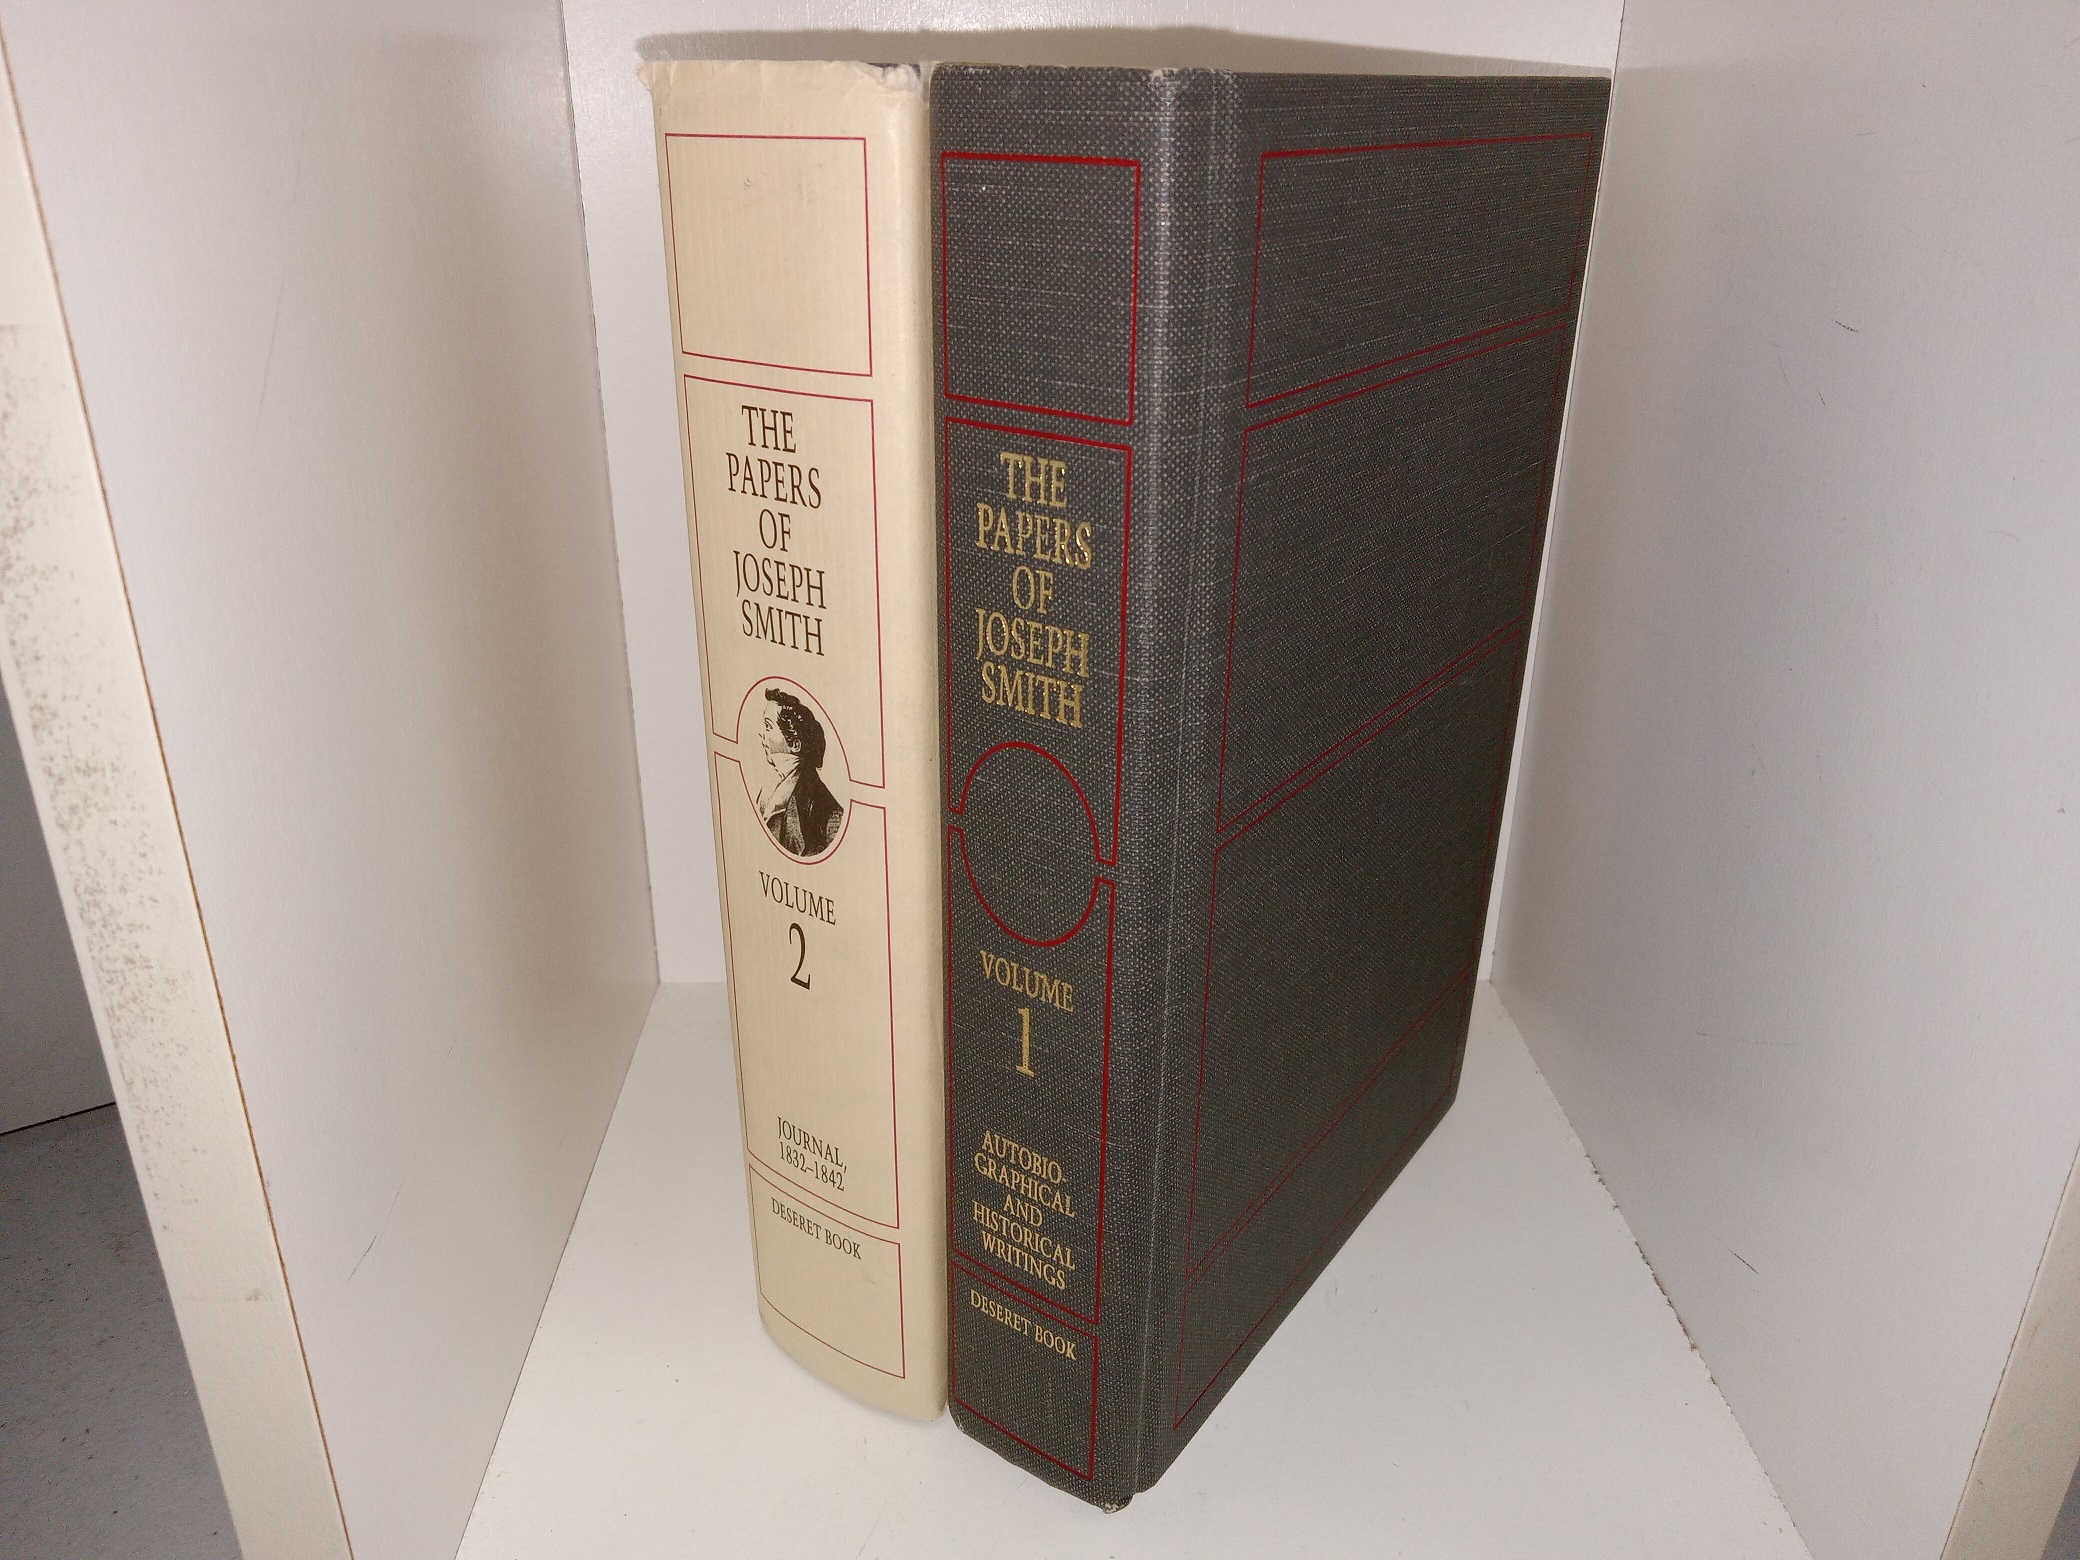 THE
PAPERS
OF
JOSEPH
SMITH
VOLUME
2
JOURNAL,
1832–1842
DESERET BOOK
THE
PAPERS
OF
JOSEPH
SMITH
VOLUME
1
AUTOBIO-
GRAPHICAL
AND
HISTORICAL
WRITINGS
DESERET BOOK